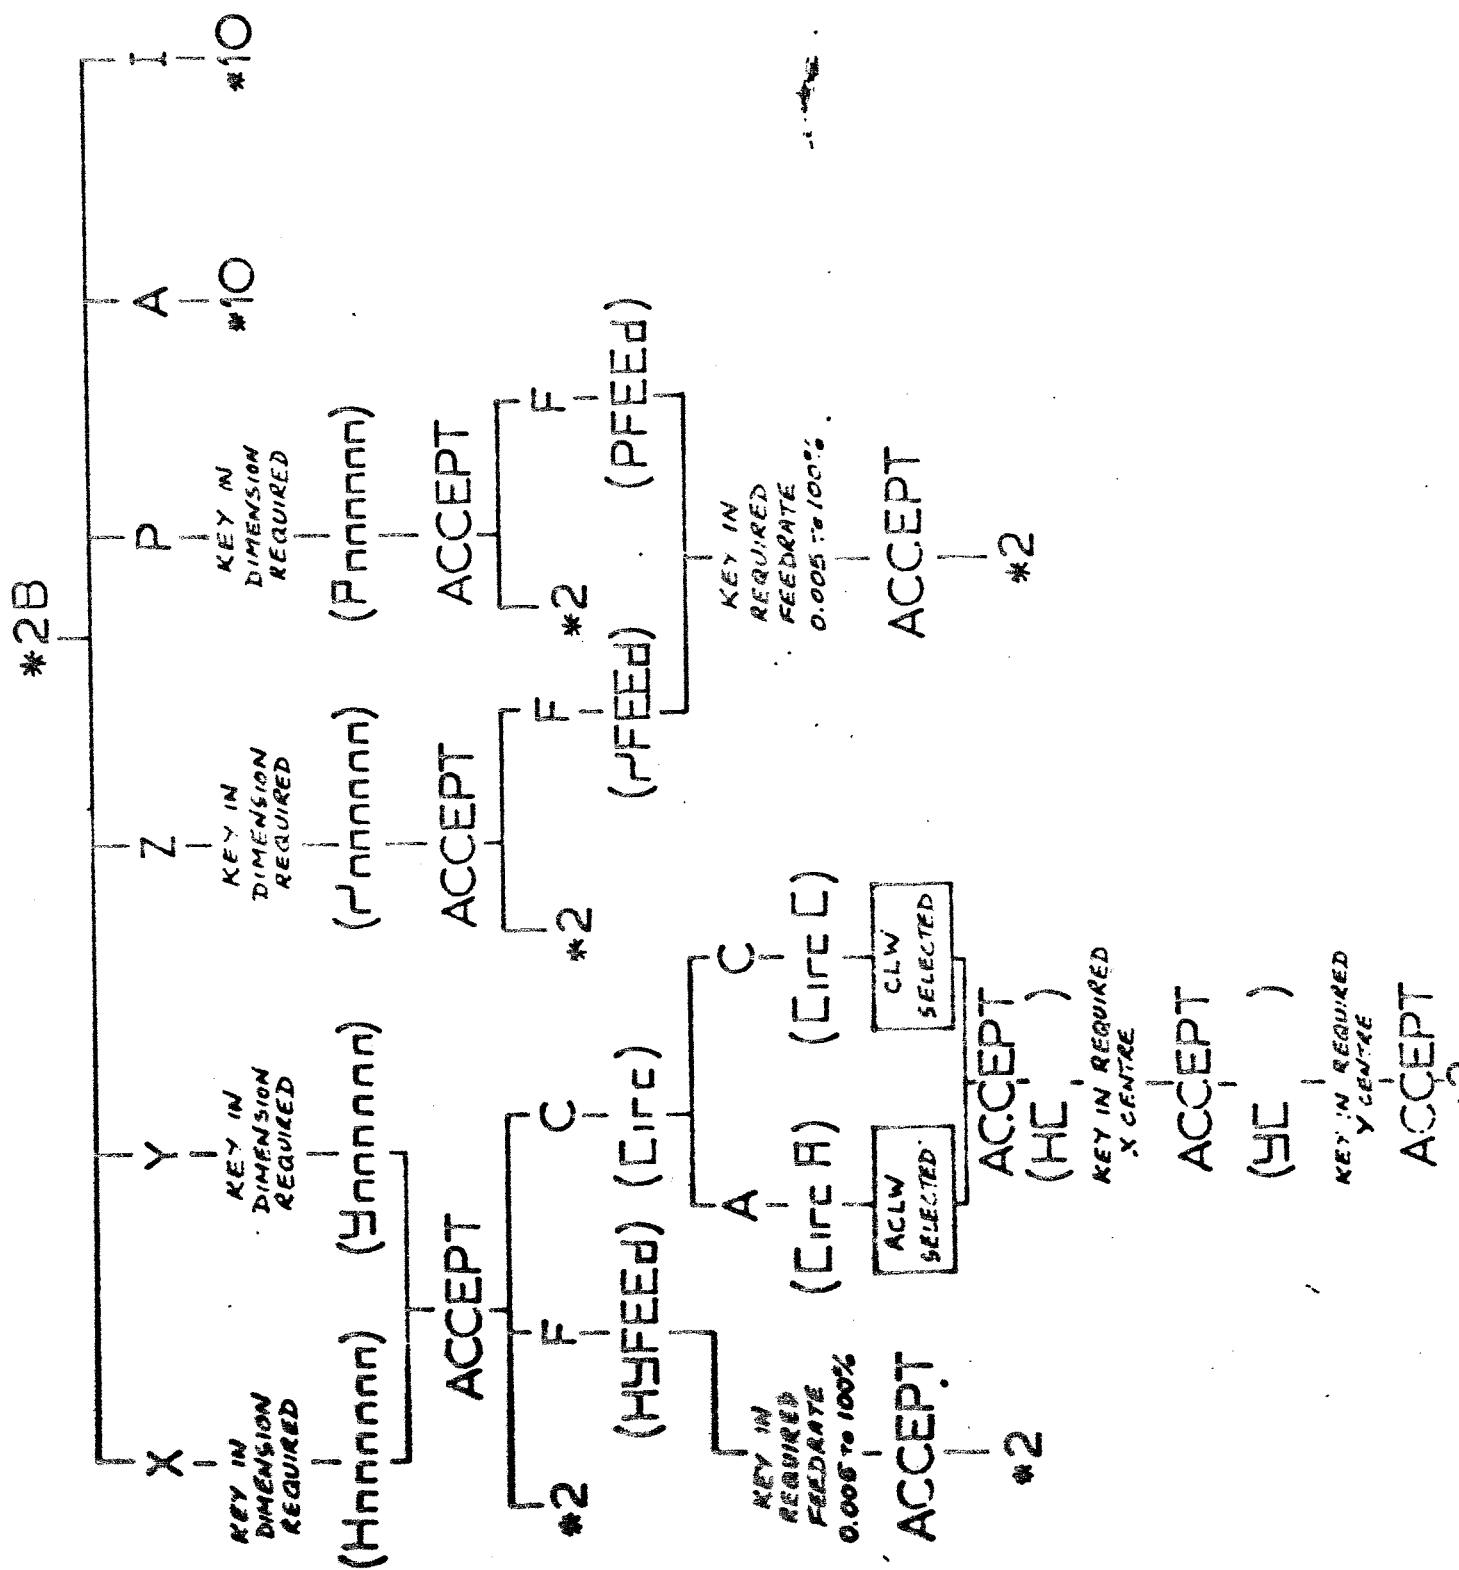 *2B
X
KEY IN
DIMENSION
REQUIRED
(Hnnnnnn)
Y
KEY IN
DIMENSION
REQUIRED
(Ynnnnnn)
ACCEPT
*2
F
(HYFEEd)
KEY IN
REQUIRED
FEEDRATE
0.005 TO 100%
ACCEPT
*2
C
(Circ)
A
(Circ A)
ACLW
SELECTED
C
(Circ C)
CLW
SELECTED
ACCEPT
(HC )
KEY IN REQUIRED
X CENTRE
ACCEPT
(YC )
KEY IN REQUIRED
Y CENTRE
ACCEPT
Z
KEY IN
DIMENSION
REQUIRED
(┌┘nnnnnn)
ACCEPT
*2
F
(┌┘FEEd)
P
KEY IN
DIMENSION
REQUIRED
(Pnnnnnn)
ACCEPT
*2
F
(PFEEd)
KEY IN
REQUIRED
FEEDRATE
0.005 TO 100%
ACCEPT
*2
A
*10
I
*10